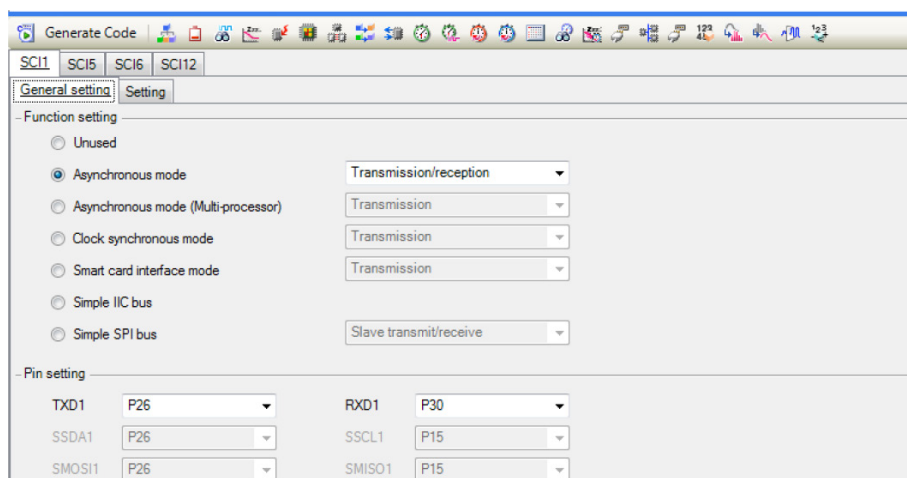 Generate Code
SCI1 SCI5 SCI6 SCI12
General setting Setting
Function setting
Unused
Asynchronous mode Transmission/reception
Asynchronous mode (Multi-processor) Transmission
Clock synchronous mode Transmission
Smart card interface mode Transmission
Simple IIC bus
Simple SPI bus Slave transmit/receive
Pin setting
TXD1 P26 RXD1 P30
SSDA1 P26 SSCL1 P15
SMOSI1 P26 SMISO1 P15